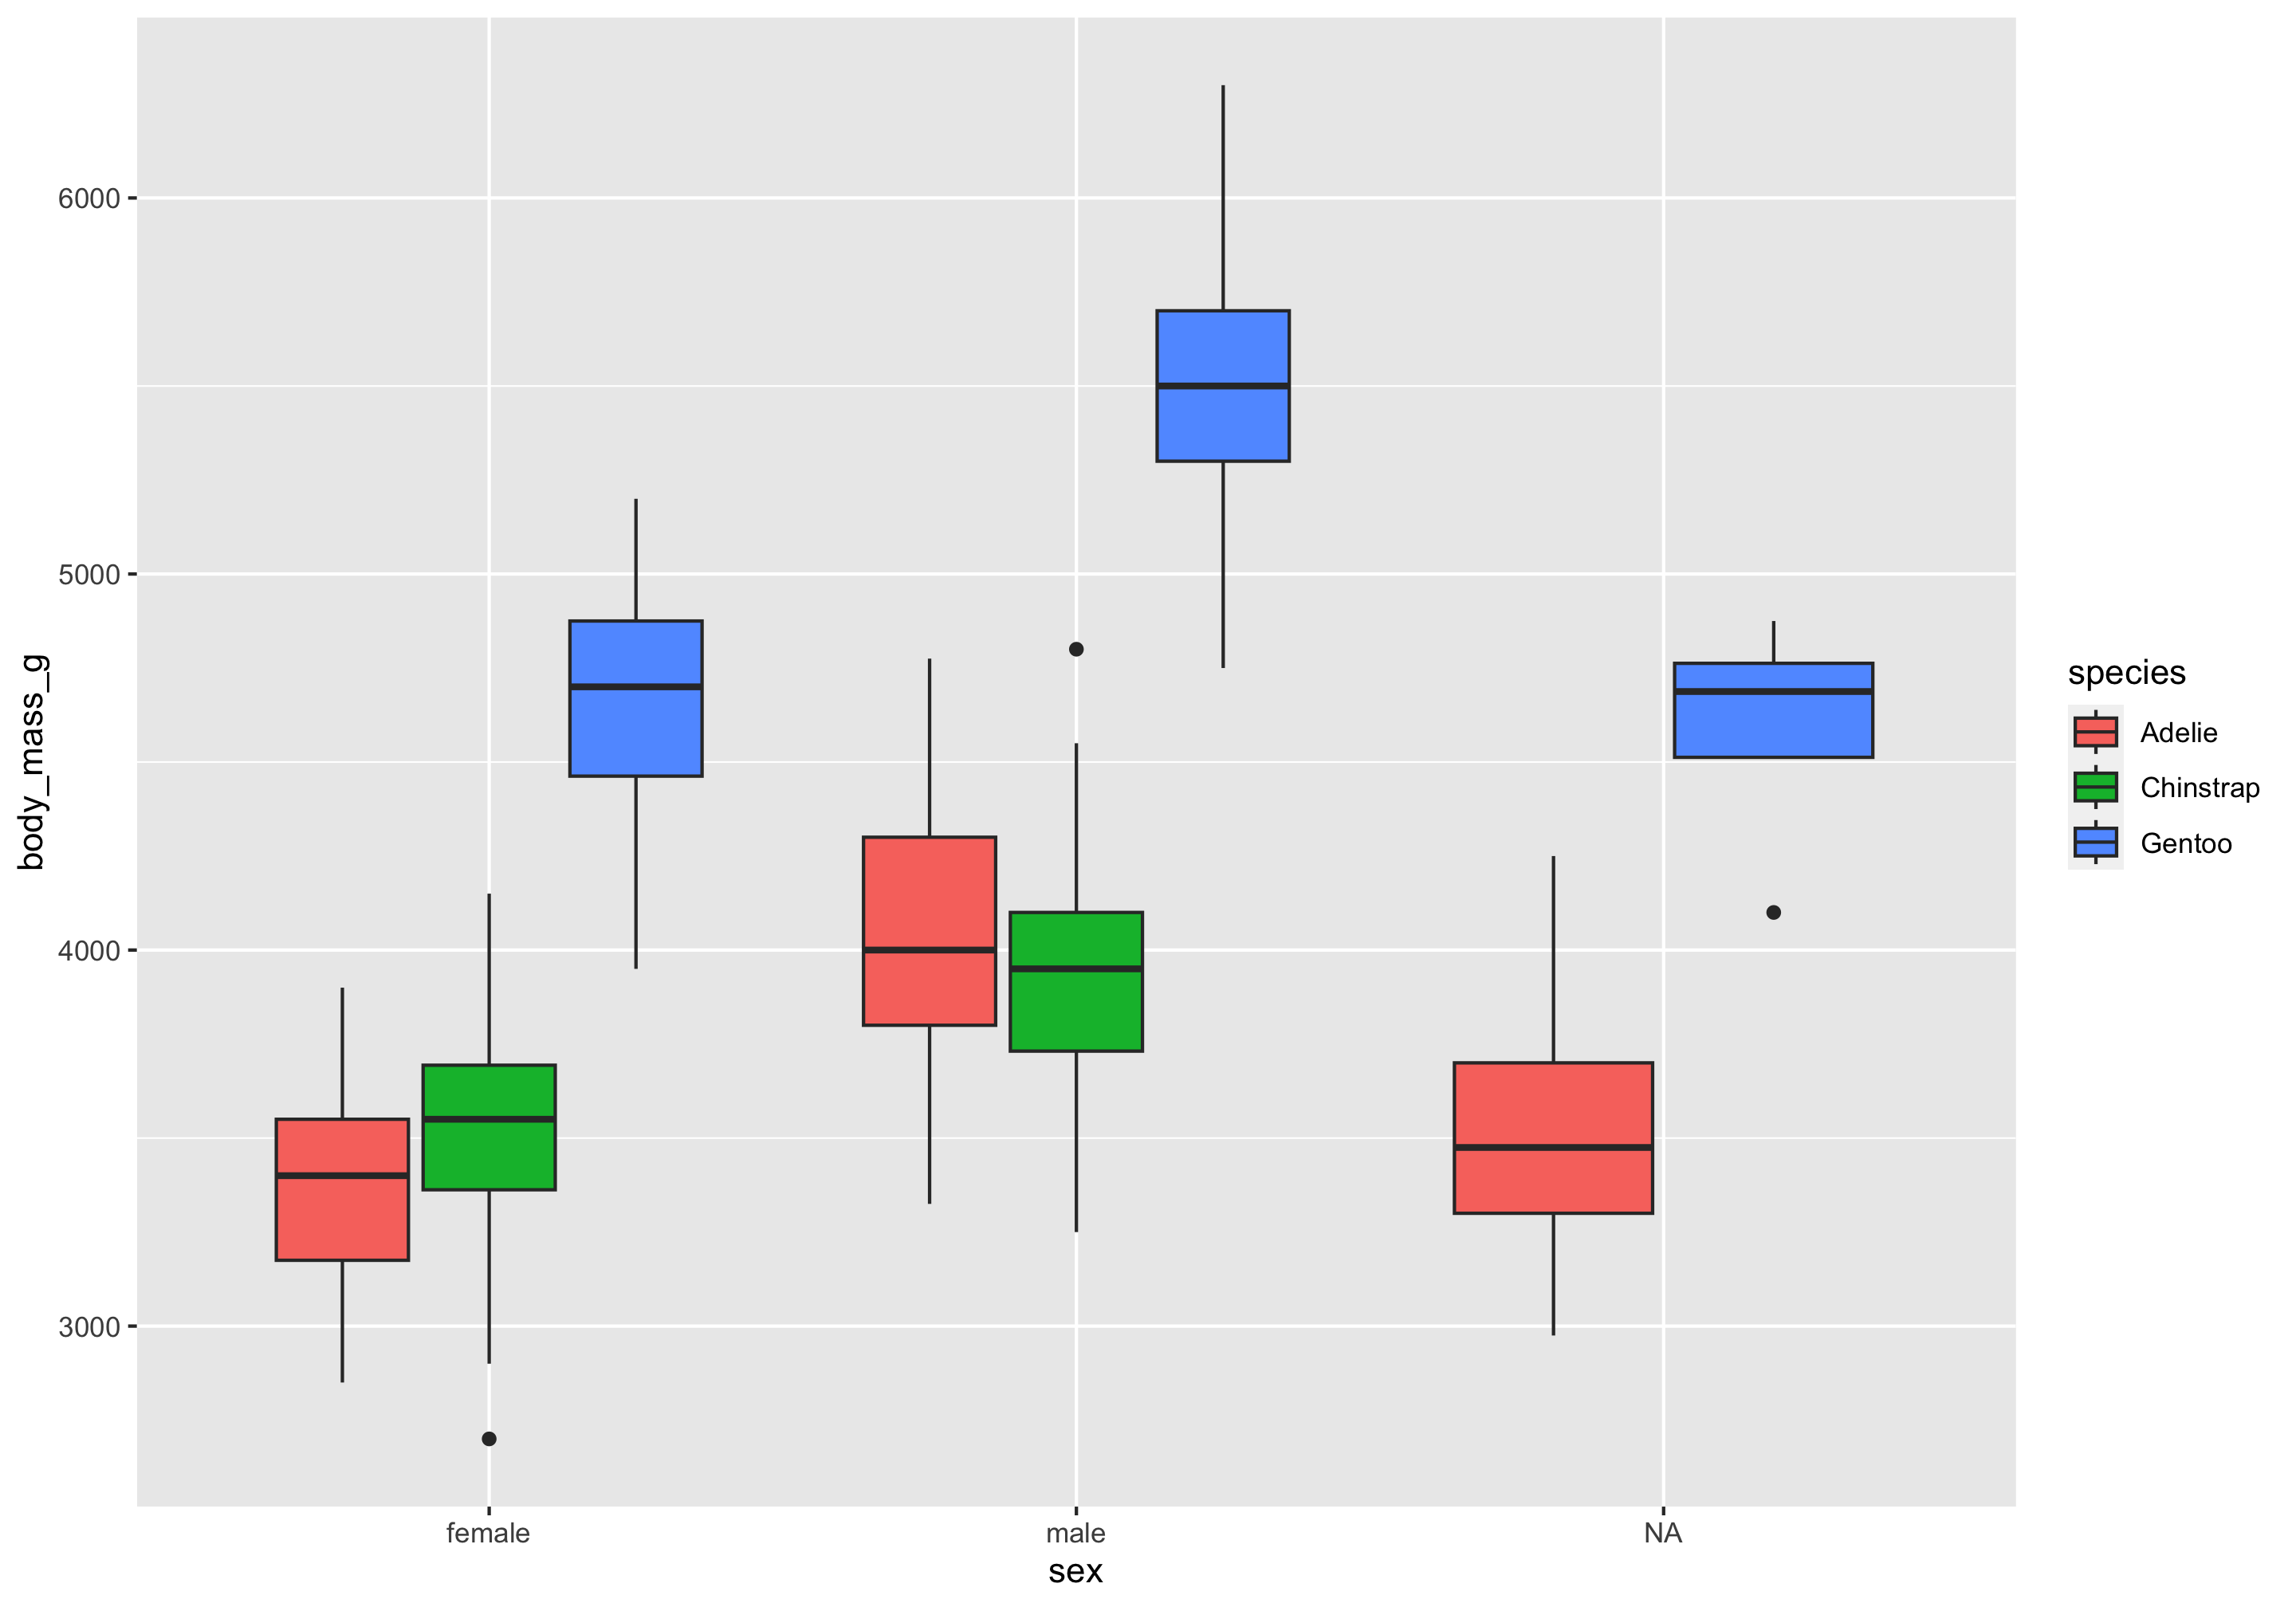 body_mass_g
6000
5000
4000
3000
female
male
NA
sex
species
Adelie
Chinstrap
Gentoo